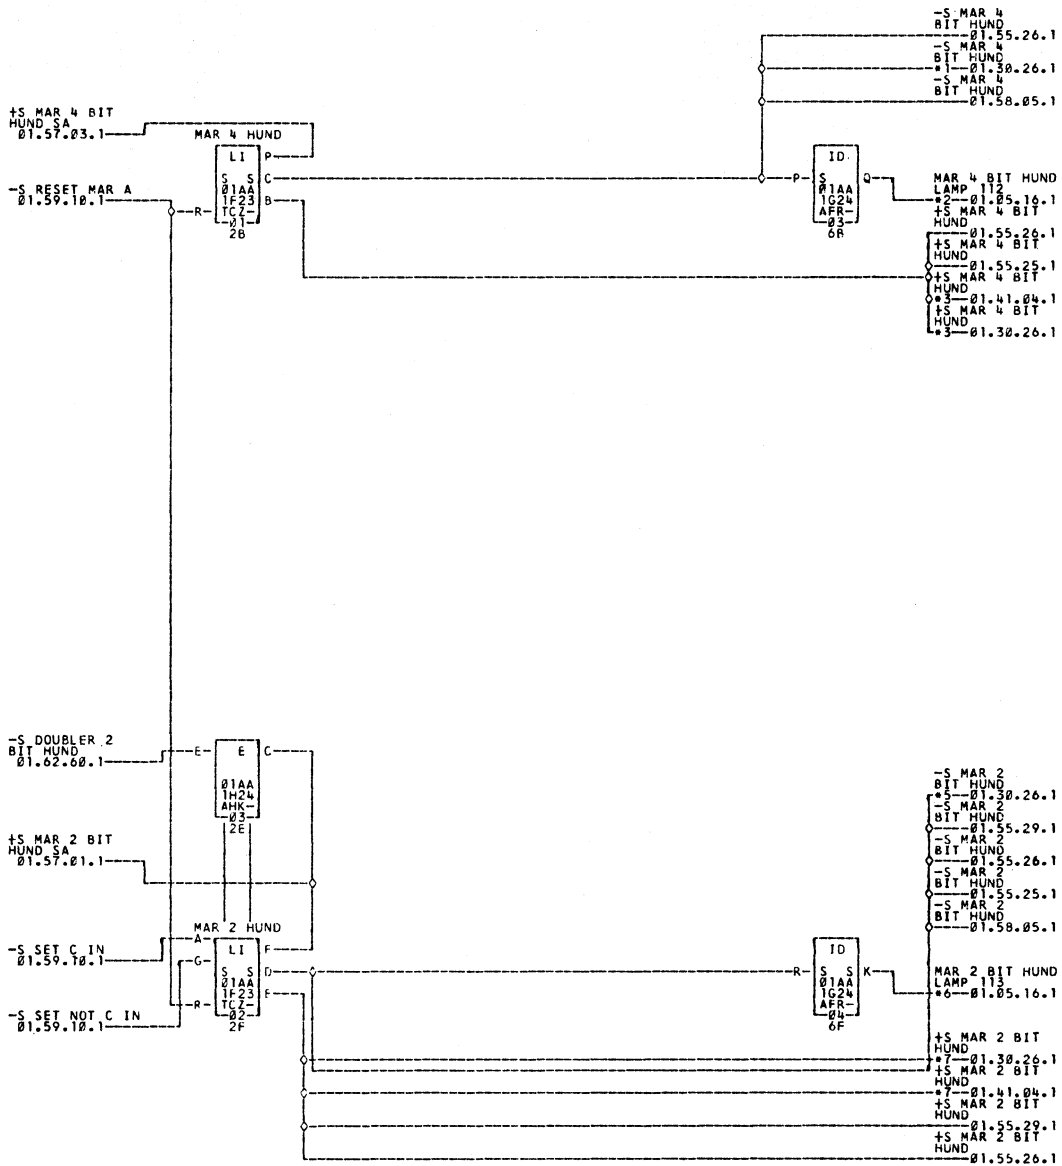 -S MAR 4
BIT HUND
01.55.26.1
-S MAR 4
BIT HUND
*1--01.30.26.1
-S MAR 4
BIT HUND
01.58.05.1
+S MAR 4 BIT
HUND SA
01.57.03.1
MAR 4 HUND
LI P
S S C
01AA
1F23 B
-R- TCZ-
-01-
2B
-S RESET MAR A
01.59.10.1
ID
-P- S Q
01AA
1G24
AFR-
-03-
6B
MAR 4 BIT HUND
LAMP 112
*2--01.05.16.1
+S MAR 4 BIT
HUND
01.55.26.1
+S MAR 4 BIT
HUND
01.55.25.1
+S MAR 4 BIT
HUND
*3--01.41.04.1
+S MAR 4 BIT
HUND
*3--01.30.26.1
-S DOUBLER 2
BIT HUND
01.62.60.1
-E- E C
01AA
1H24
AHK-
-03-
2E
+S MAR 2 BIT
HUND SA
01.57.01.1
-S MAR 2
BIT HUND
*5--01.30.26.1
-S MAR 2
BIT HUND
01.55.29.1
-S MAR 2
BIT HUND
01.55.26.1
-S MAR 2
BIT HUND
01.55.25.1
-S MAR 2
BIT HUND
01.58.05.1
MAR 2 HUND
-A-
LI F
-G-
S S D
01AA
1F23 E
-R- TCZ-
-02-
2F
-S SET C IN
01.59.10.1
-S SET NOT C IN
01.59.10.1
ID
-R- S S K
01AA
1G24
AFR-
-04-
6F
MAR 2 BIT HUND
LAMP 113
*6--01.05.16.1
+S MAR 2 BIT
HUND
*7--01.30.26.1
+S MAR 2 BIT
HUND
*7--01.41.04.1
+S MAR 2 BIT
HUND
01.55.29.1
+S MAR 2 BIT
HUND
01.55.26.1